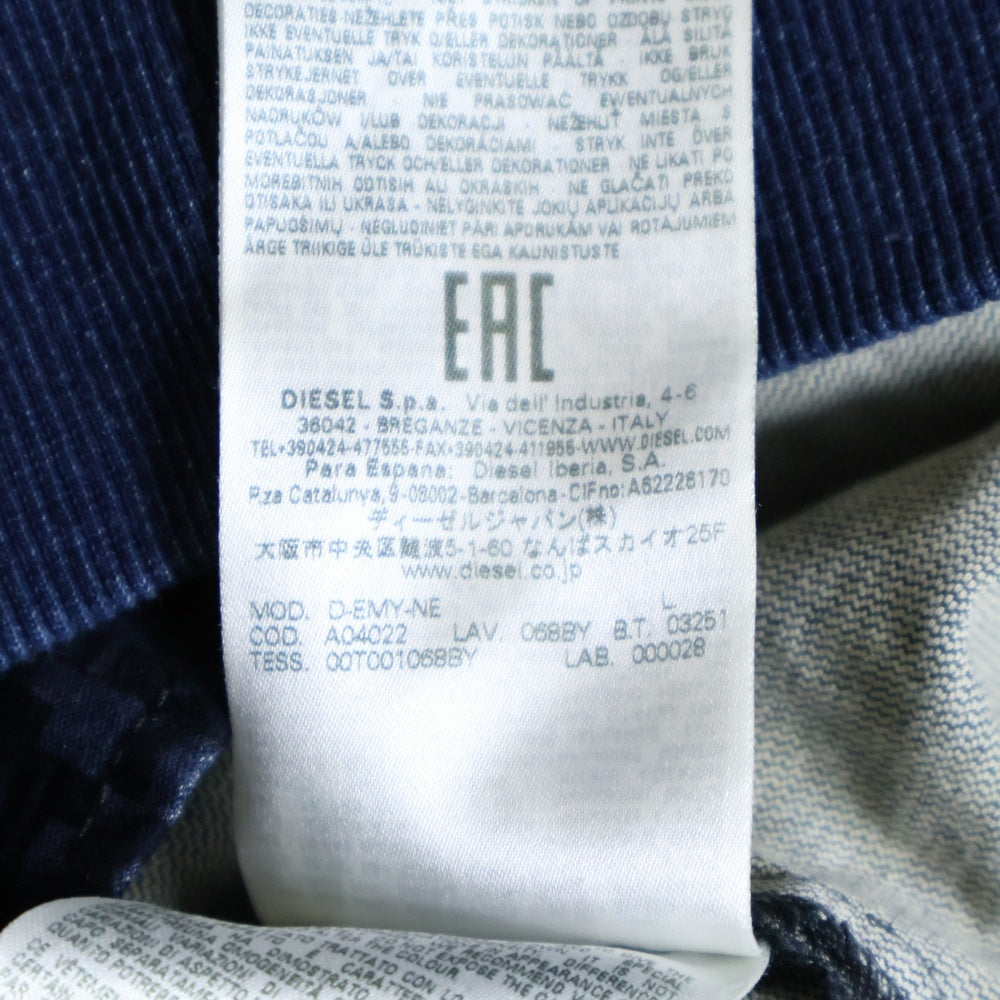 DECORATIES NEŽEHLETE PŘES POTISK NEBO OZDOBU STRYG
IKKE EVENTUELLE TRYK O/ELLER DEKORATIONER ÄLÄ SILITÄ
PAINATUKSEN JA/TAI KORISTELUN PÄÄLTÄ - IKKE BRUK
STRYKEJERNET OVER EVENTUELLE TRYKK OG/ELLER
DEKORASJONER - NIE PRASOWAĆ EWENTUALNYCH
NADRUKÓW I/LUB DEKORACJI - NEŽEHLIŤ MIESTA S
POTLAČOU A/ALEBO DEKORÁCIAMI STRYK INTE ÖVER
EVENTUELLA TRYCK OCH/ELLER DEKORATIONER - NE LIKATI PO
MOREBITNIH ODTISIH ALI OKRASKIH NE GLAČATI PREKO
OTISAKA ILI UKRASA - NELYGINKITE JOKIŲ APLIKACIJŲ ARBA
PAPUOŠIMŲ - NEGLUDINIET PĀRI APDRUKĀM VAI ROTĀJUMIEM
ÄRGE TRIIKIGE ÜLE TRÜKISTE EGA KAUNISTUSTE
EAC
DIESEL S.p.a. Via dell' Industria, 4-6
36042 - BREGANZE - VICENZA - ITALY
TEL+390424-477555-FAX+390424-411955-WWW.DIESEL.COM
Para Espana: Diesel Iberia, S.A.
P.za Catalunya, 9-08002-Barcelona-CIF no: A62228170
ディーゼルジャパン(株)
大阪市中央区難波5-1-60 なんばスカイオ25F
www.diesel.co.jp
MOD. D-EMY-NE L
COD. A04022 LAV. 068BY B.T. 03251
TESS. 00T001068BY LAB. 000028